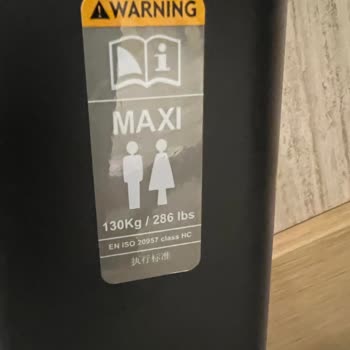 WARNING
MAXI
130Kg / 286 lbs
EN ISO 20957 class HC
执行标准